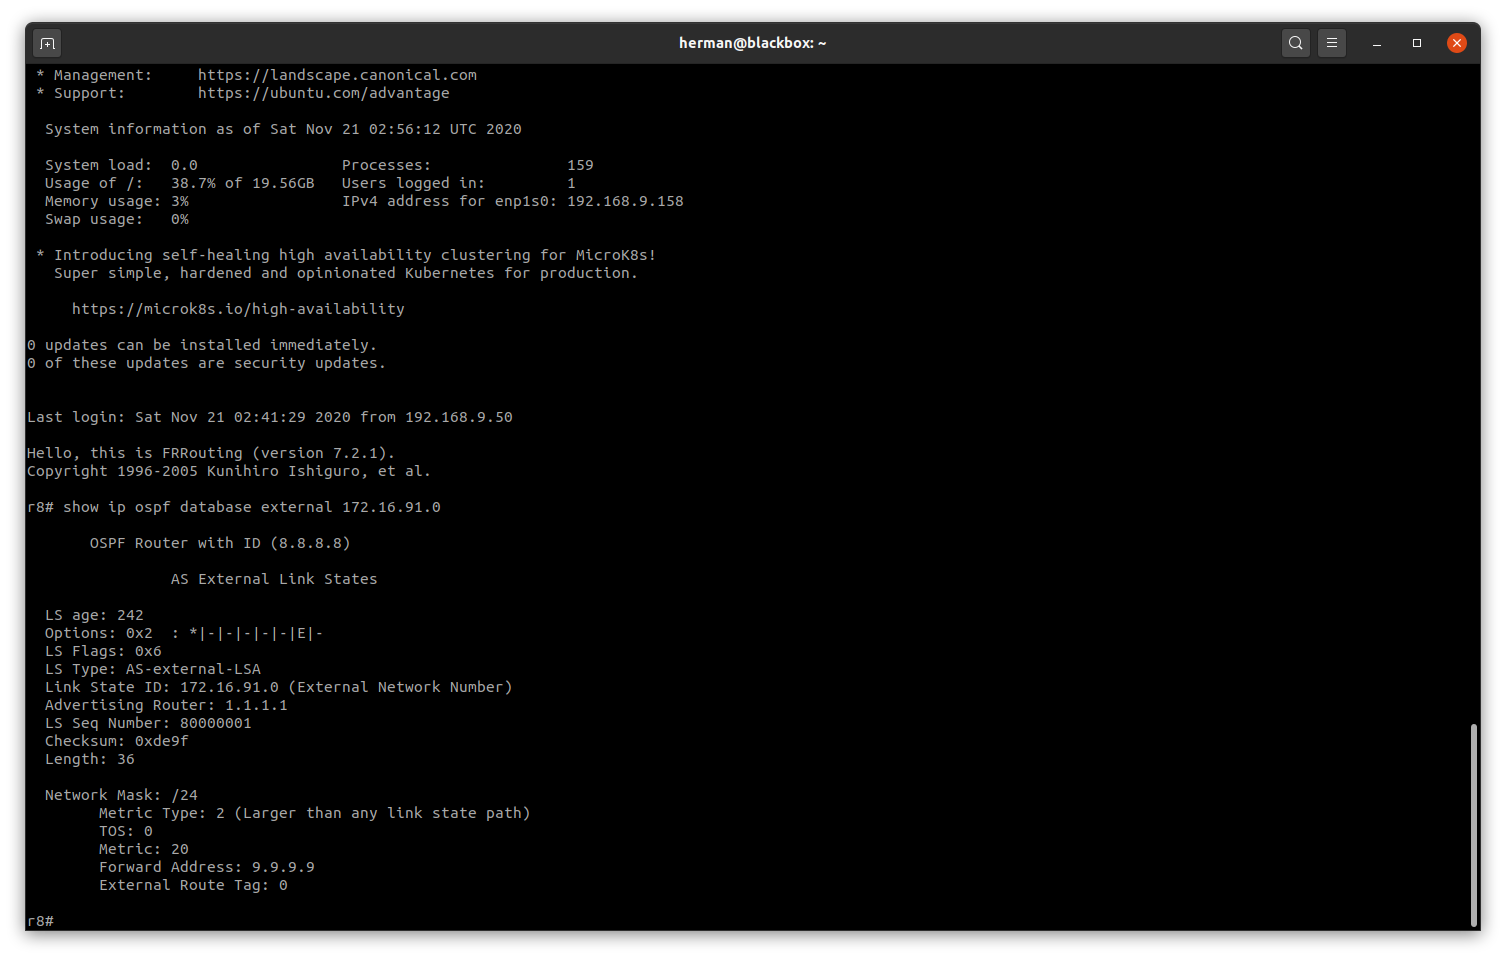 herman@blackbox: ~
* Management:     https://landscape.canonical.com
* Support:        https://ubuntu.com/advantage
System information as of Sat Nov 21 02:56:12 UTC 2020
System load:  0.0                Processes:               159
Usage of /:   38.7% of 19.56GB   Users logged in:         1
Memory usage: 3%                 IPv4 address for enp1s0: 192.168.9.158
Swap usage:   0%
* Introducing self-healing high availability clustering for MicroK8s!
Super simple, hardened and opinionated Kubernetes for production.
https://microk8s.io/high-availability
0 updates can be installed immediately.
0 of these updates are security updates.
Last login: Sat Nov 21 02:41:29 2020 from 192.168.9.50
Hello, this is FRRouting (version 7.2.1).
Copyright 1996-2005 Kunihiro Ishiguro, et al.
r8# show ip ospf database external 172.16.91.0
OSPF Router with ID (8.8.8.8)
AS External Link States
LS age: 242
Options: 0x2  : *|-|-|-|-|-|E|-
LS Flags: 0x6
LS Type: AS-external-LSA
Link State ID: 172.16.91.0 (External Network Number)
Advertising Router: 1.1.1.1
LS Seq Number: 80000001
Checksum: 0xde9f
Length: 36
Network Mask: /24
Metric Type: 2 (Larger than any link state path)
TOS: 0
Metric: 20
Forward Address: 9.9.9.9
External Route Tag: 0
r8#